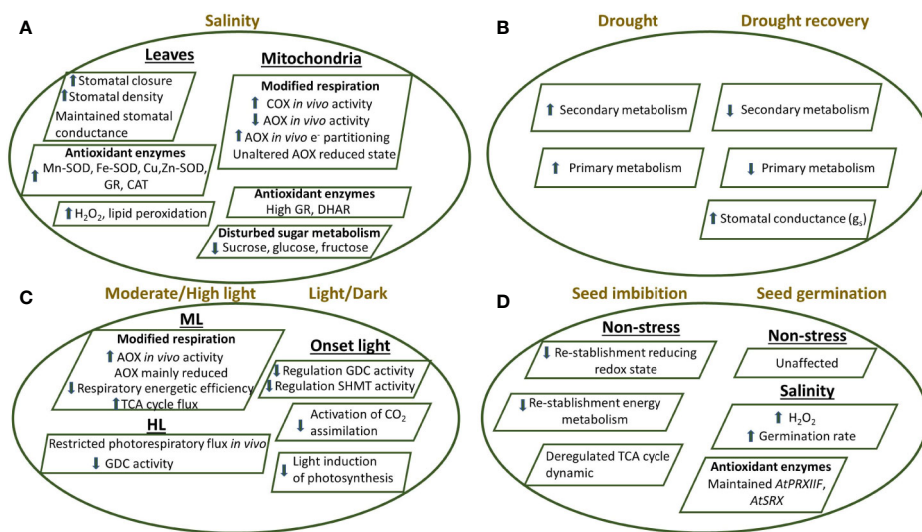 A
Salinity
Leaves
↑Stomatal closure
↑Stomatal density
Maintained stomatal
conductance
Antioxidant enzymes
↑ Mn-SOD, Fe-SOD, Cu,Zn-SOD,
GR, CAT
↑H₂O₂, lipid peroxidation
Mitochondria
Modified respiration
↑ COX in vivo activity
↓ AOX in vivo activity
↑AOX in vivo e⁻ partitioning
Unaltered AOX reduced state
Antioxidant enzymes
High GR, DHAR
Disturbed sugar metabolism
↓ Sucrose, glucose, fructose
B
Drought
↑ Secondary metabolism
↑ Primary metabolism
Drought recovery
↓ Secondary metabolism
↓ Primary metabolism
↑ Stomatal conductance (gₛ)
C
Moderate/High light
ML
Modified respiration
↑ AOX in vivo activity
AOX mainly reduced
↓Respiratory energetic efficiency
↑TCA cycle flux
HL
Restricted photorespiratory flux in vivo
↓ GDC activity
Light/Dark
Onset light
↓ Regulation GDC activity
↓ Regulation SHMT activity
↓ Activation of CO₂
assimilation
↓ Light induction
of photosynthesis
D
Seed imbibition
Non-stress
↓ Re-stablishment reducing
redox state
↓ Re-stablishment energy
metabolism
Deregulated TCA cycle
dynamic
Seed germination
Non-stress
Unaffected
Salinity
↑ H₂O₂
↑ Germination rate
Antioxidant enzymes
Maintained AtPRXIIF,
AtSRX